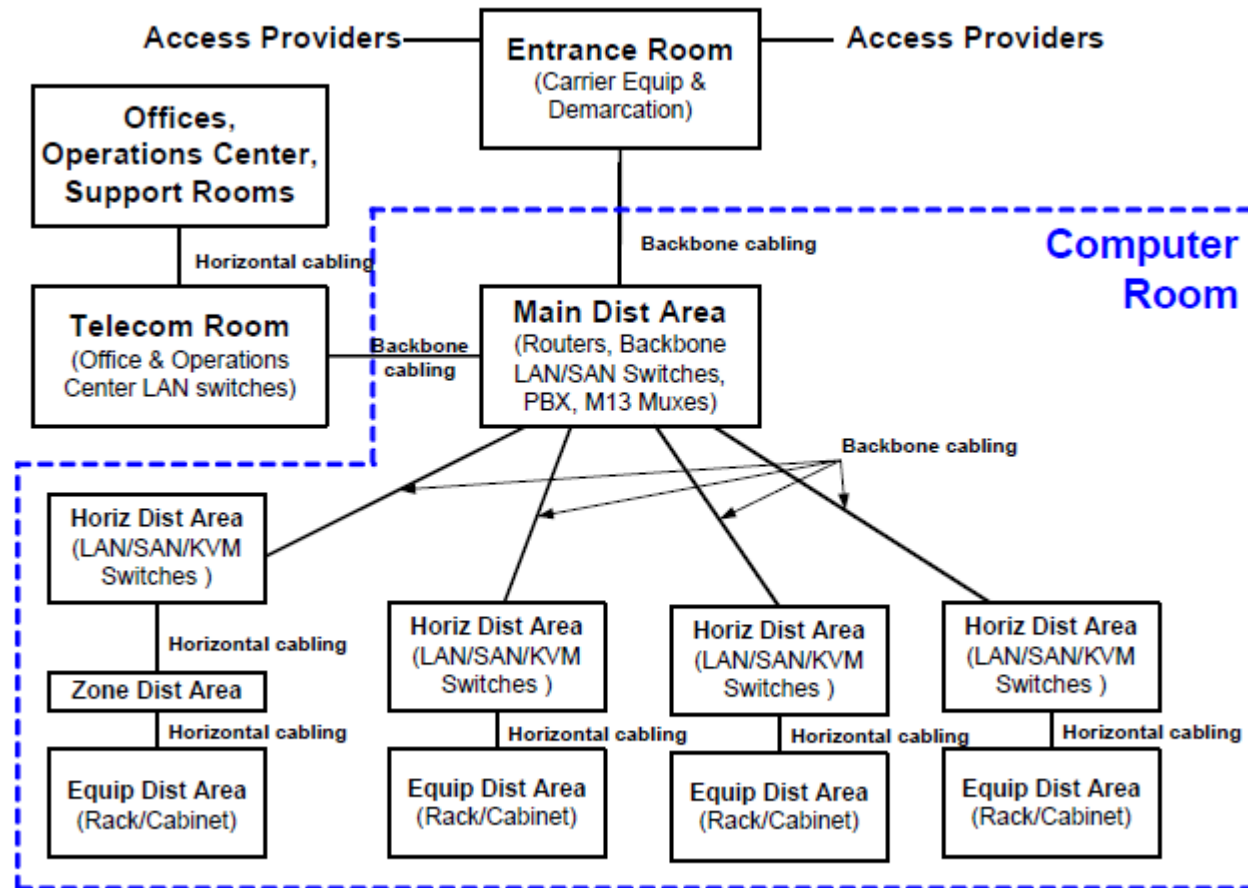 Access Providers
Entrance Room
(Carrier Equip &
Demarcation)
Access Providers
Offices,
Operations Center,
Support Rooms
Backbone cabling
Computer
Room
Horizontal cabling
Telecom Room
(Office & Operations
Center LAN switches)
Backbone
cabling
Main Dist Area
(Routers, Backbone
LAN/SAN Switches,
PBX, M13 Muxes)
Backbone cabling
Horiz Dist Area
(LAN/SAN/KVM
Switches )
Horizontal cabling
Zone Dist Area
Horizontal cabling
Equip Dist Area
(Rack/Cabinet)
Horiz Dist Area
(LAN/SAN/KVM
Switches )
Horizontal cabling
Equip Dist Area
(Rack/Cabinet)
Horiz Dist Area
(LAN/SAN/KVM
Switches )
Horizontal cabling
Equip Dist Area
(Rack/Cabinet)
Horiz Dist Area
(LAN/SAN/KVM
Switches )
Horizontal cabling
Equip Dist Area
(Rack/Cabinet)